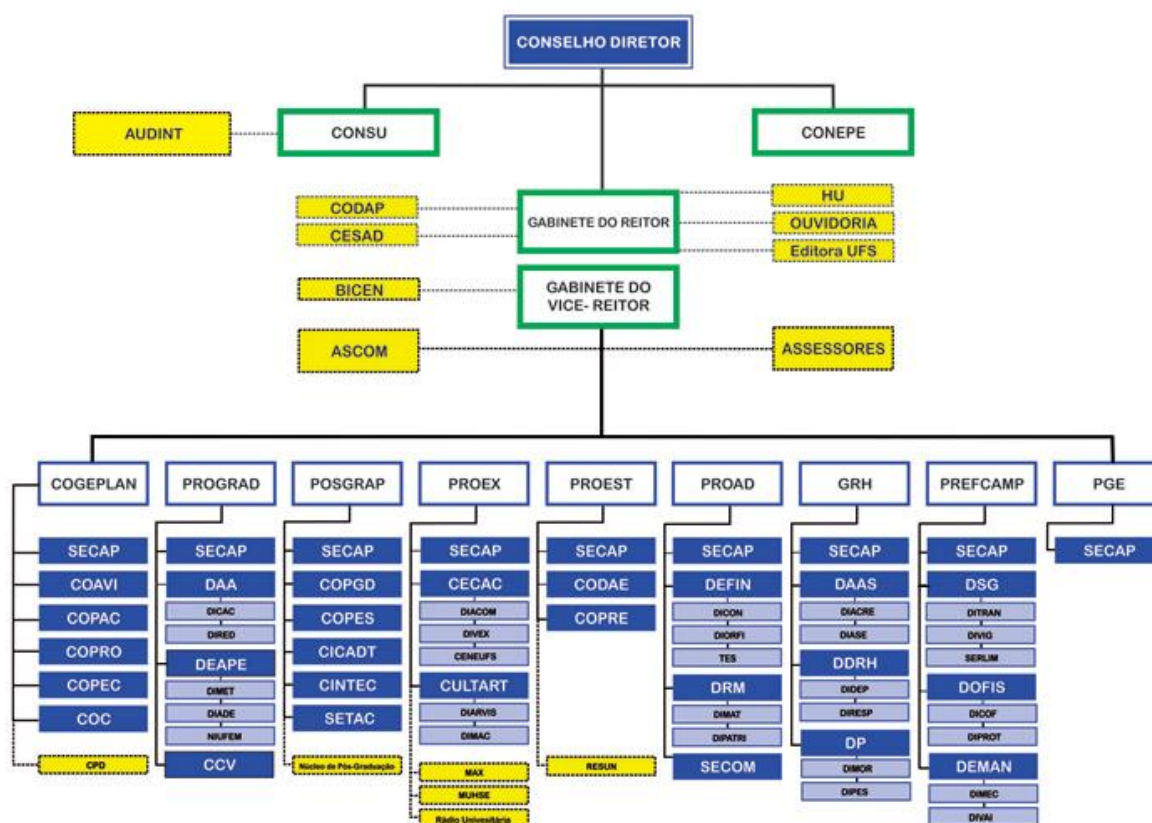 CONSELHO DIRETOR
AUDINT
CONSU
CONEPE
CODAP
CESAD
GABINETE DO REITOR
HU
OUVIDORIA
Editora UFS
BICEN
GABINETE DO
VICE- REITOR
ASCOM
ASSESSORES
COGEPLAN
SECAP
COAVI
COPAC
COPRO
COPEC
COC
CPD
PROGRAD
SECAP
DAA
DICAC
DIRED
DEAPE
DIMET
DIADE
NIUFEM
CCV
POSGRAP
SECAP
COPGD
COPES
CICADT
CINTEC
SETAC
Núcleo de Pós-Graduação
PROEX
SECAP
CECAC
DIACOM
DIVEX
CENEUFS
CULTART
DIARVIS
DIMAC
MAX
MUHSE
Rádio Univesitária
PROEST
SECAP
CODAE
COPRE
RESUN
PROAD
SECAP
DEFIN
DICON
DIORFI
TES
DRM
DIMAT
DIPATRI
SECOM
GRH
SECAP
DAAS
DIACRE
DIASE
DDRH
DIDEP
DIRESP
DP
DIMOR
DIPES
PREFCAMP
SECAP
DSG
DITRAN
DIVIG
SERLIM
DOFIS
DICOF
DIPROT
DEMAN
DIMEC
DIVAI
PGE
SECAP